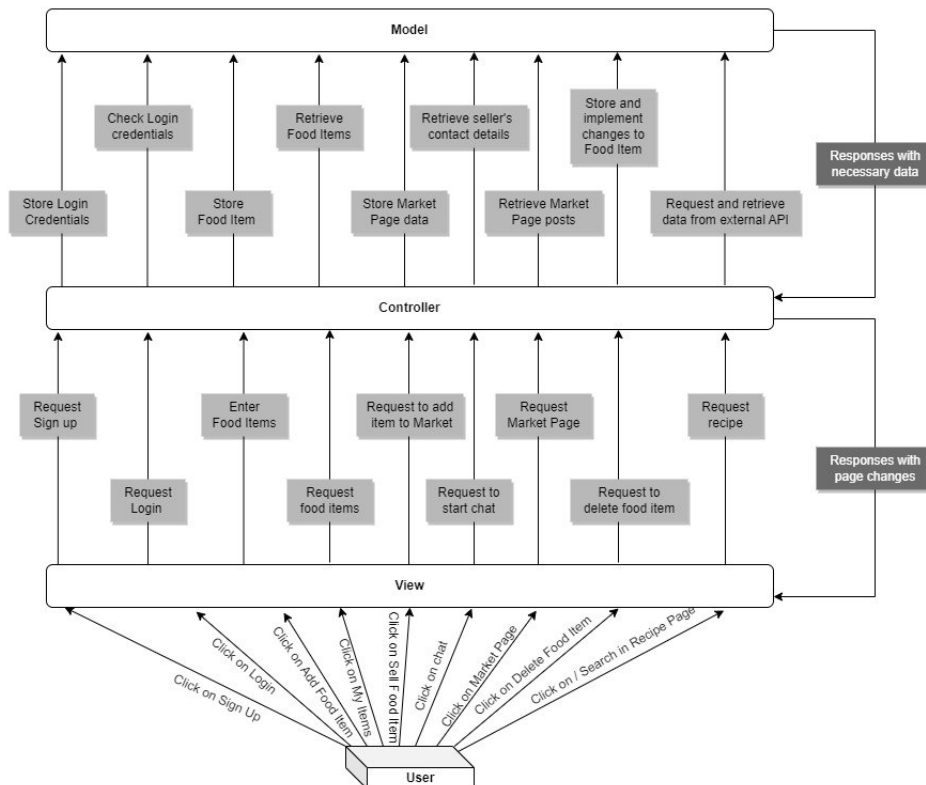 Model
Check Login
credentials
Retrieve
Food Items
Retrieve seller's
contact details
Store and
implement
changes to
Food Item
Responses with
necessary data
Store Login
Credentials
Store
Food Item
Store Market
Page data
Retrieve Market
Page posts
Request and retrieve
data from external API
Controller
Request
Sign up
Enter
Food Items
Request to add
item to Market
Request
Market Page
Request
recipe
Responses with
page changes
Request
Login
Request
food items
Request to
start chat
Request to
delete food item
View
Click on Sign Up
Click on Login
Click on Add Food Item
Click on My Items
Click on Sell Food Item
Click on chat
Click on Market Page
Click on Delete Food Item
Click on / Search in Recipe Page
User